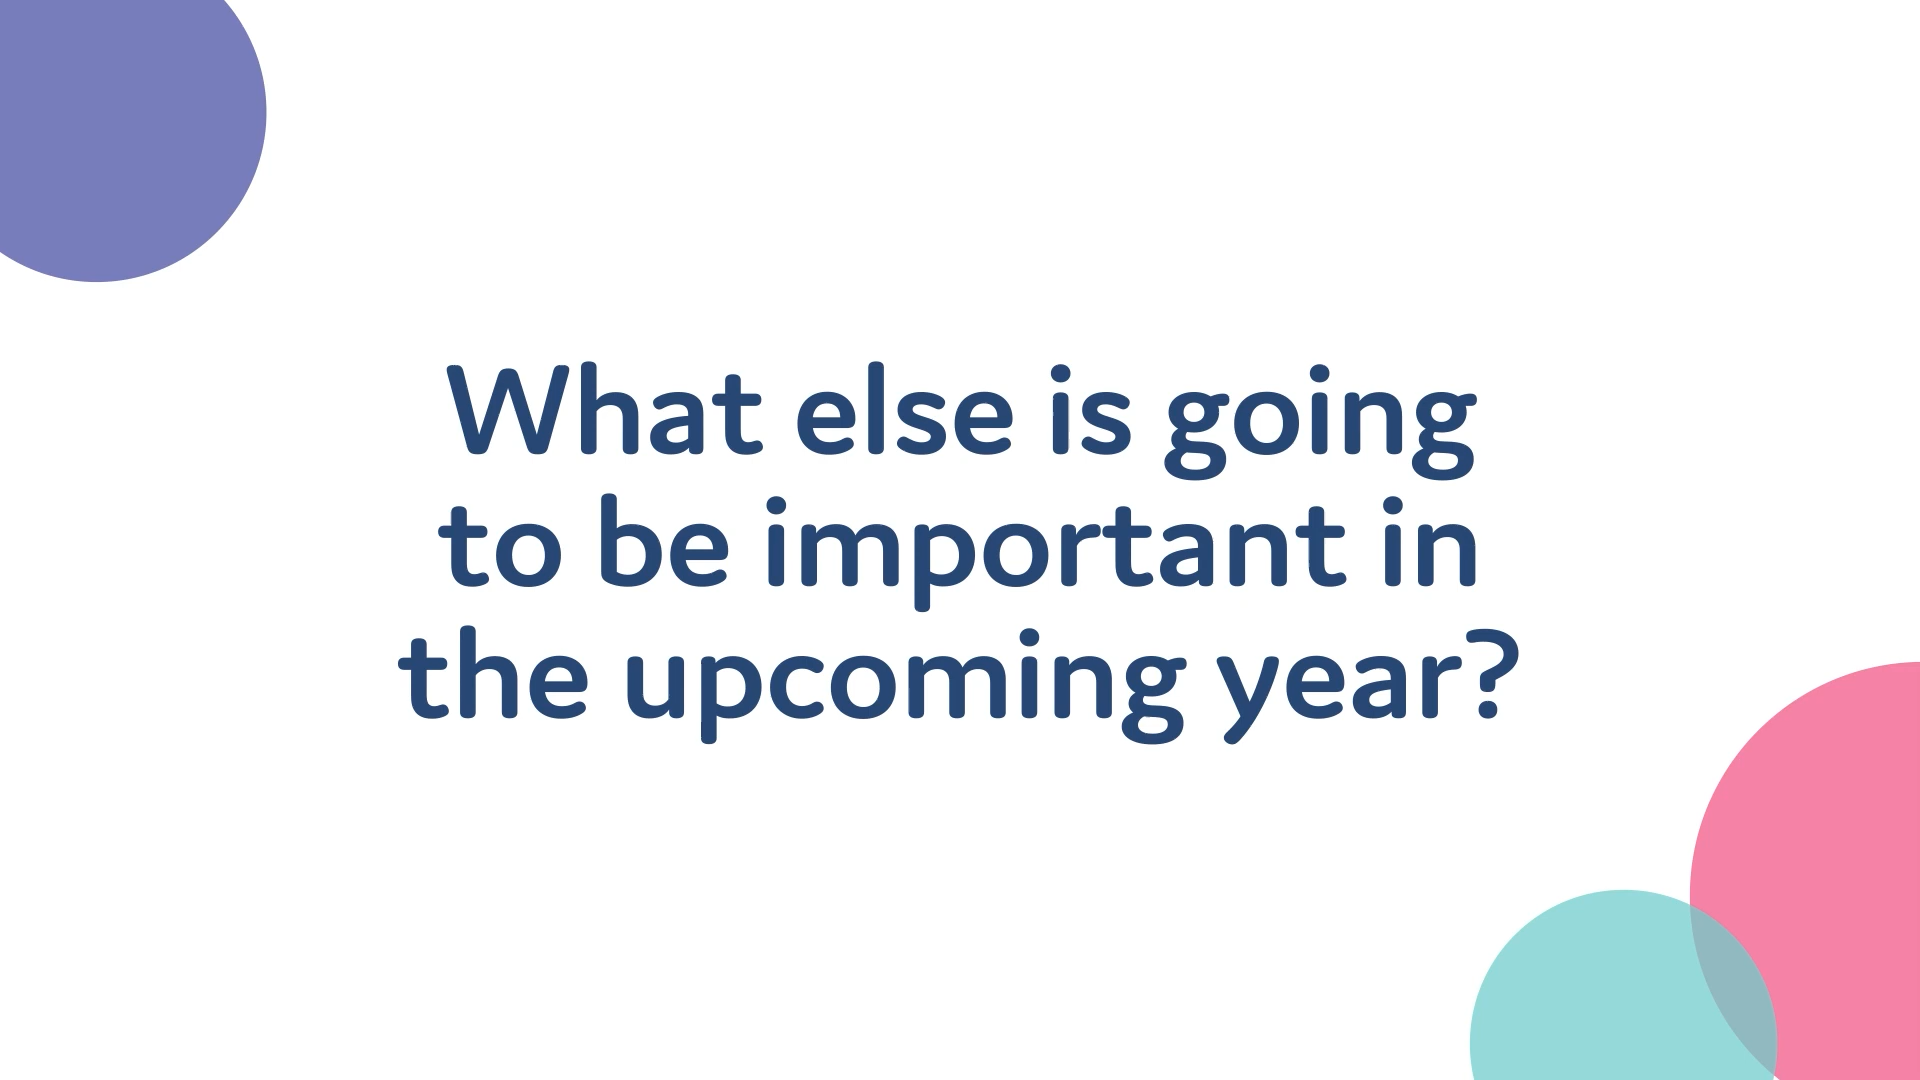 What else is going
to be important in
the upcoming year?